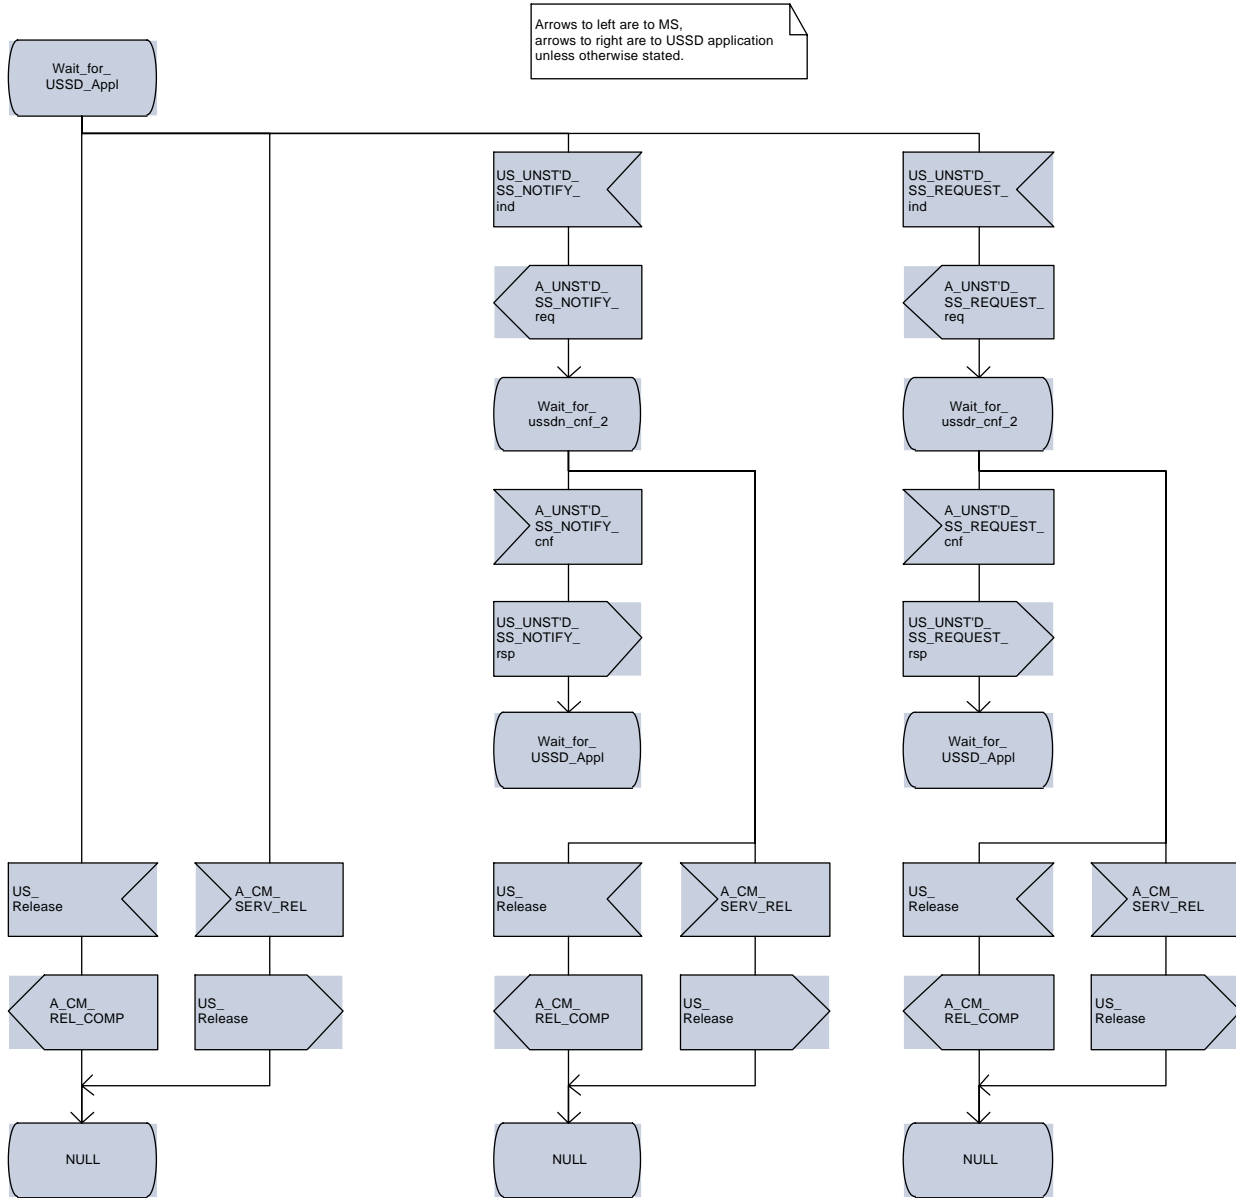 Arrows to left are to MS,
arrows to right are to USSD application
unless otherwise stated.
Wait_for_
USSD_Appl
US_UNST'D_
SS_NOTIFY_
ind
US_UNST'D_
SS_REQUEST_
ind
A_UNST'D_
SS_NOTIFY_
req
A_UNST'D_
SS_REQUEST_
req
Wait_for_
ussdn_cnf_2
Wait_for_
ussdr_cnf_2
A_UNST'D_
SS_NOTIFY_
cnf
A_UNST'D_
SS_REQUEST_
cnf
US_UNST'D_
SS_NOTIFY_
rsp
US_UNST'D_
SS_REQUEST_
rsp
Wait_for_
USSD_Appl
Wait_for_
USSD_Appl
US_
Release
A_CM_
SERV_REL
US_
Release
A_CM_
SERV_REL
US_
Release
A_CM_
SERV_REL
A_CM_
REL_COMP
US_
Release
A_CM_
REL_COMP
US_
Release
A_CM_
REL_COMP
US_
Release
NULL
NULL
NULL